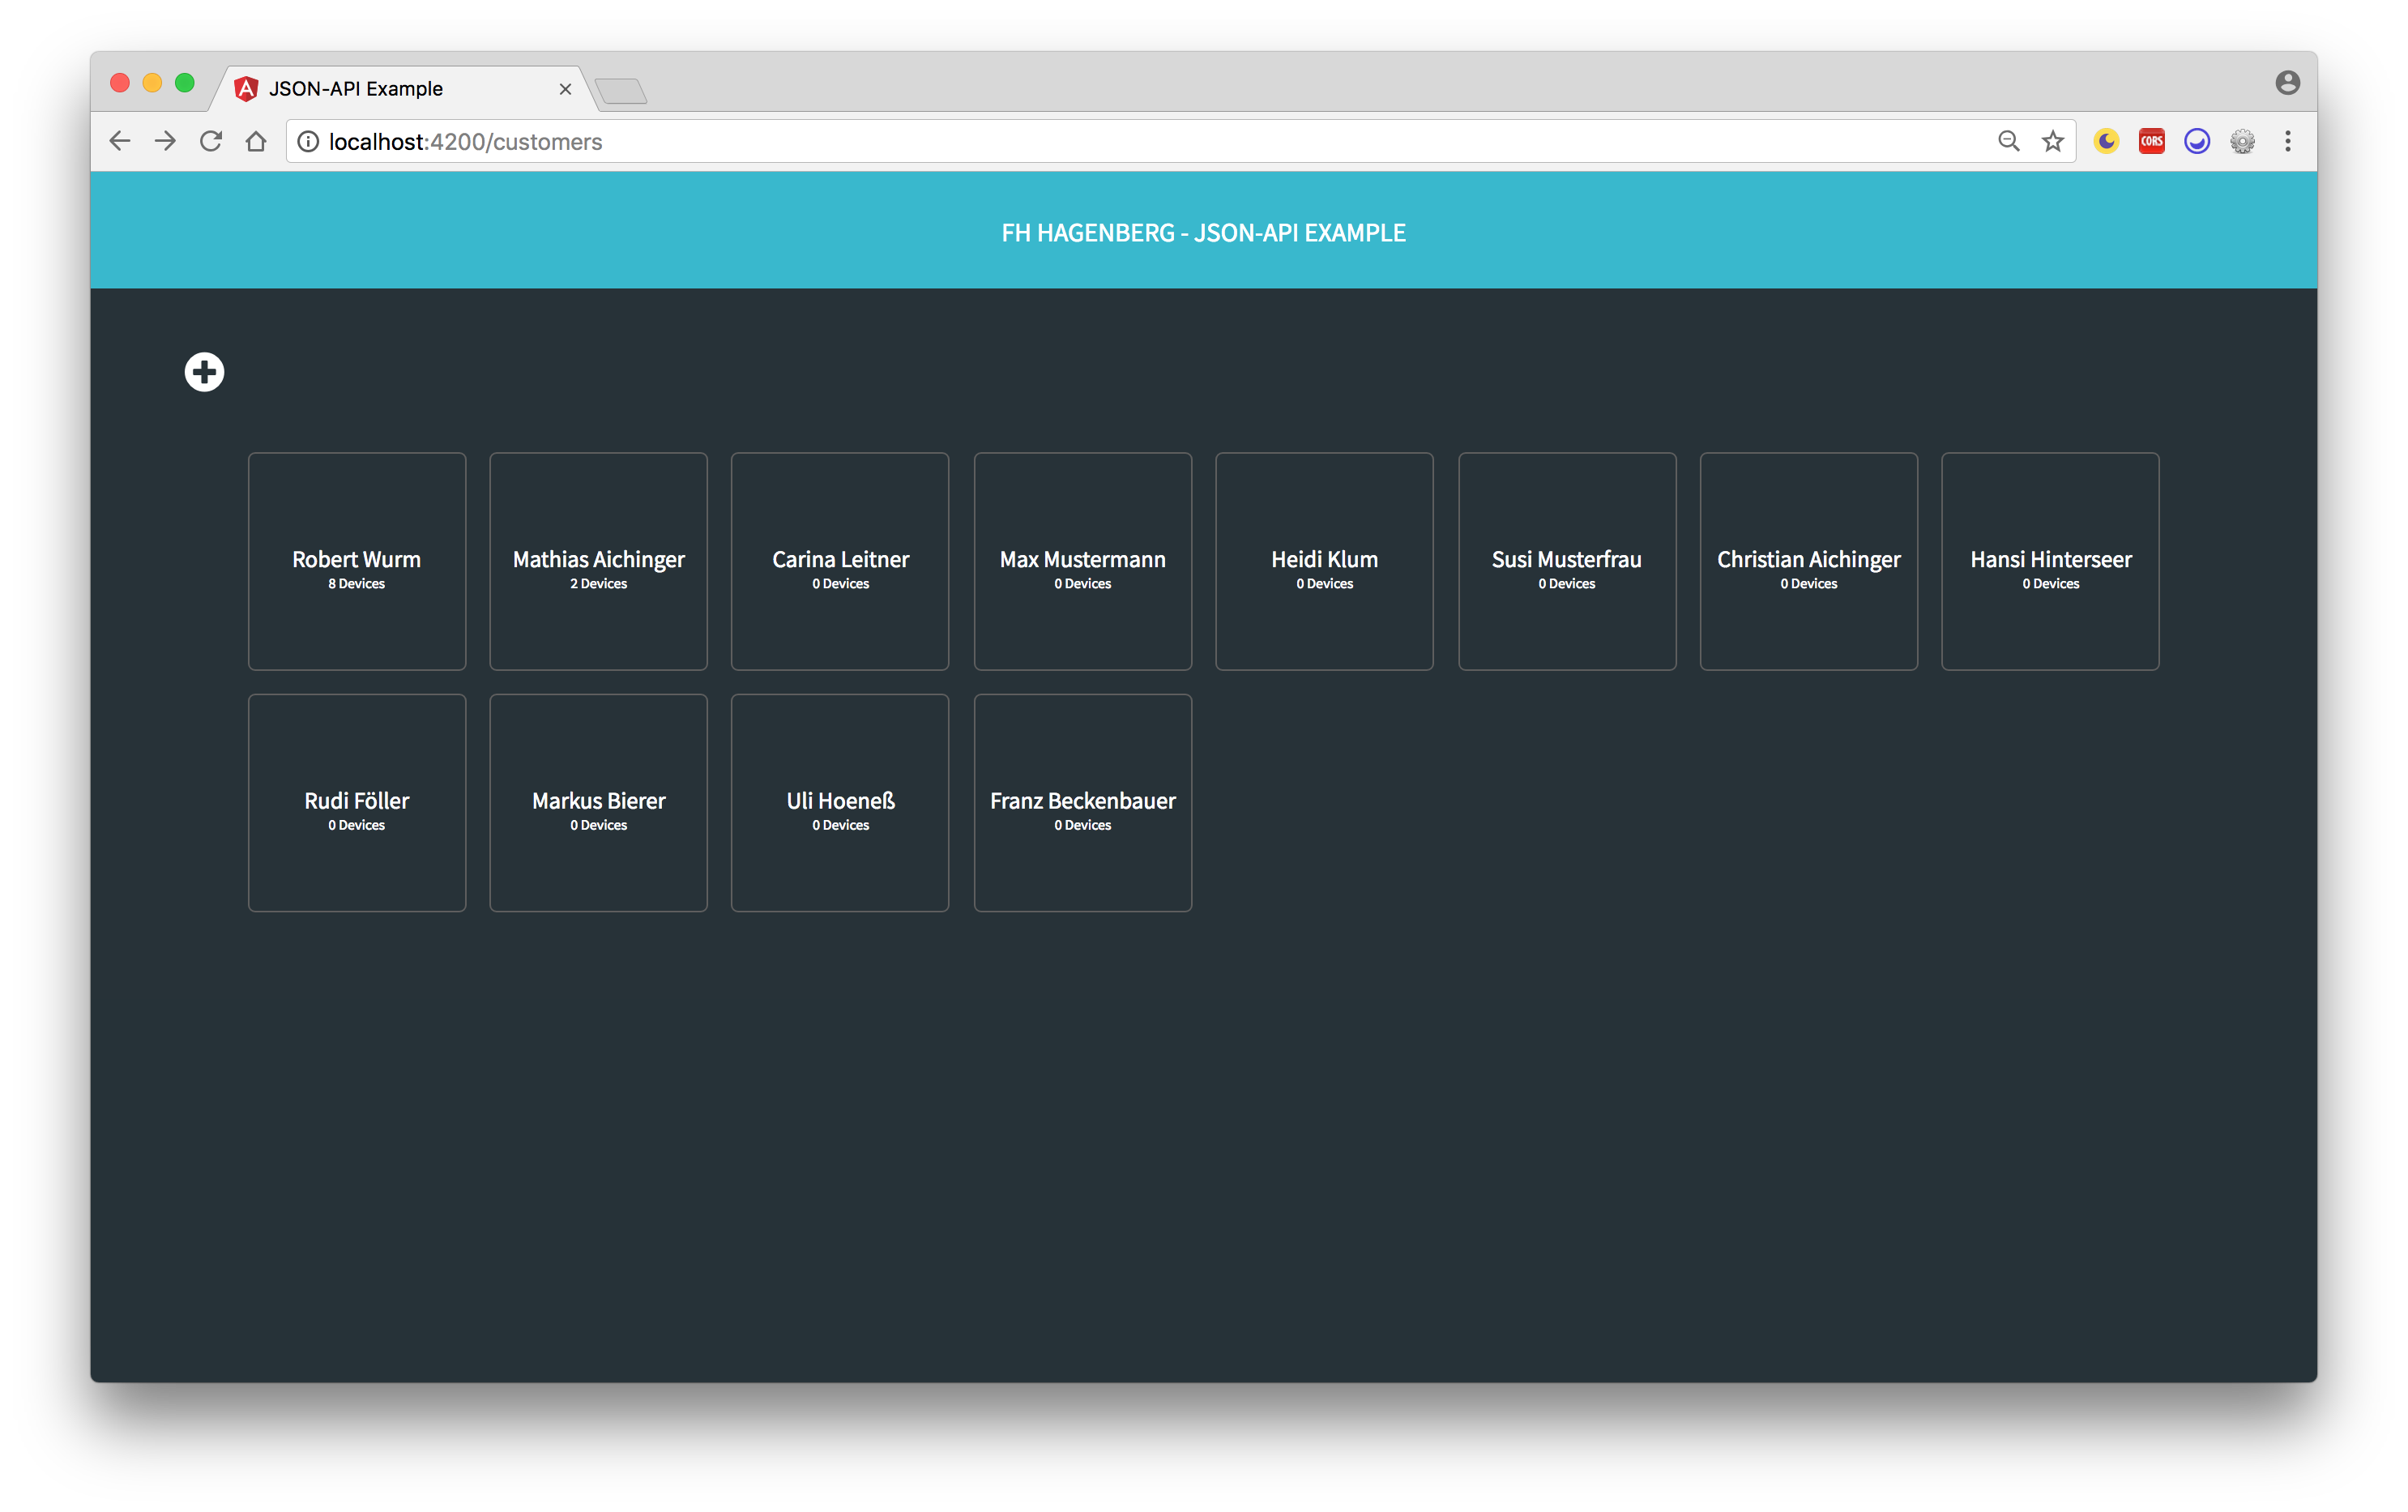 JSON-API Example
localhost:4200/customers
CORS
FH HAGENBERG - JSON-API EXAMPLE
Robert Wurm
8 Devices
Mathias Aichinger
2 Devices
Carina Leitner
0 Devices
Max Mustermann
0 Devices
Heidi Klum
0 Devices
Susi Musterfrau
0 Devices
Christian Aichinger
0 Devices
Hansi Hinterseer
0 Devices
Rudi Föller
0 Devices
Markus Bierer
0 Devices
Uli Hoeneß
0 Devices
Franz Beckenbauer
0 Devices